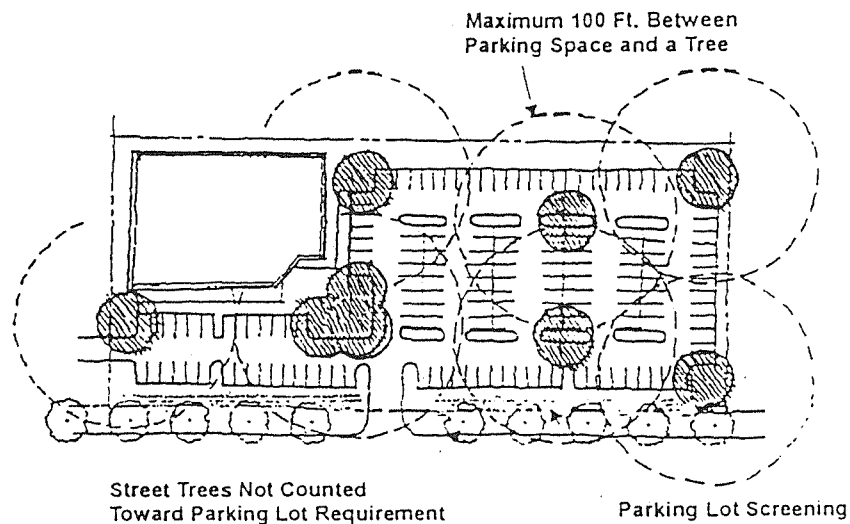 Maximum 100 Ft. Between
Parking Space and a Tree
Street Trees Not Counted
Toward Parking Lot Requirement
Parking Lot Screening